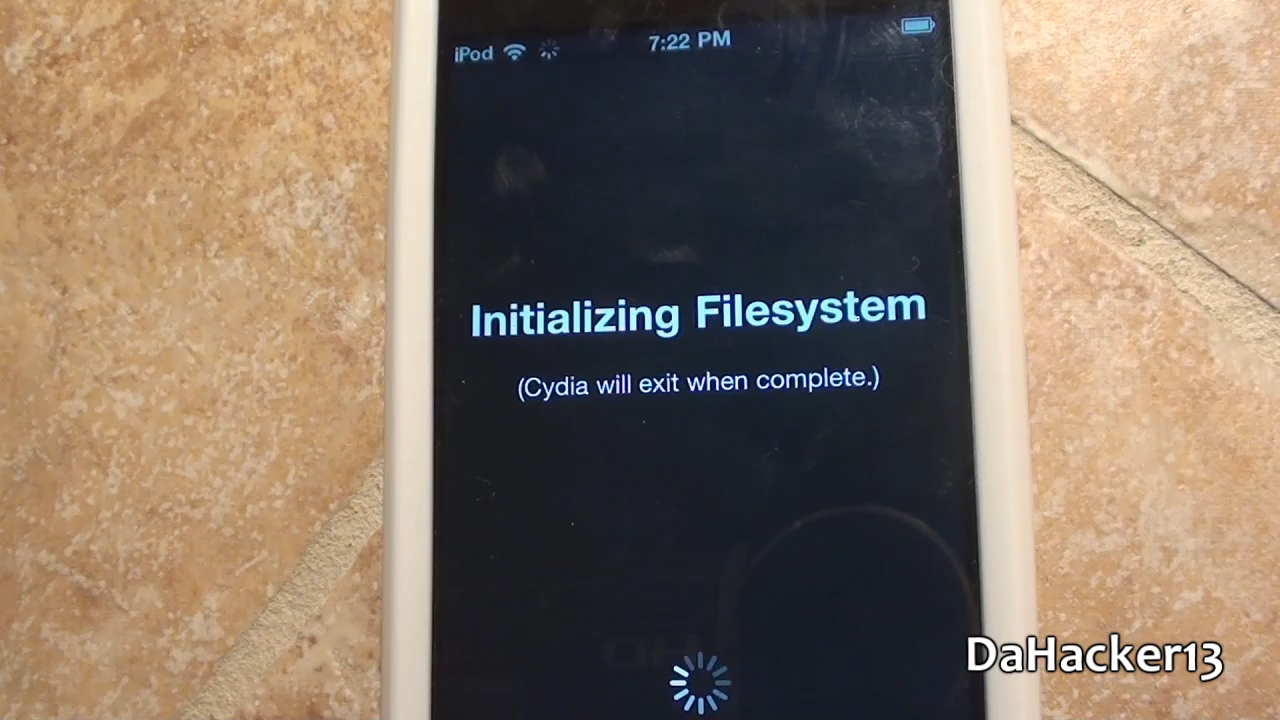 iPod 7:22 PM
Initializing Filesystem
(Cydia will exit when complete.)
DaHacker13